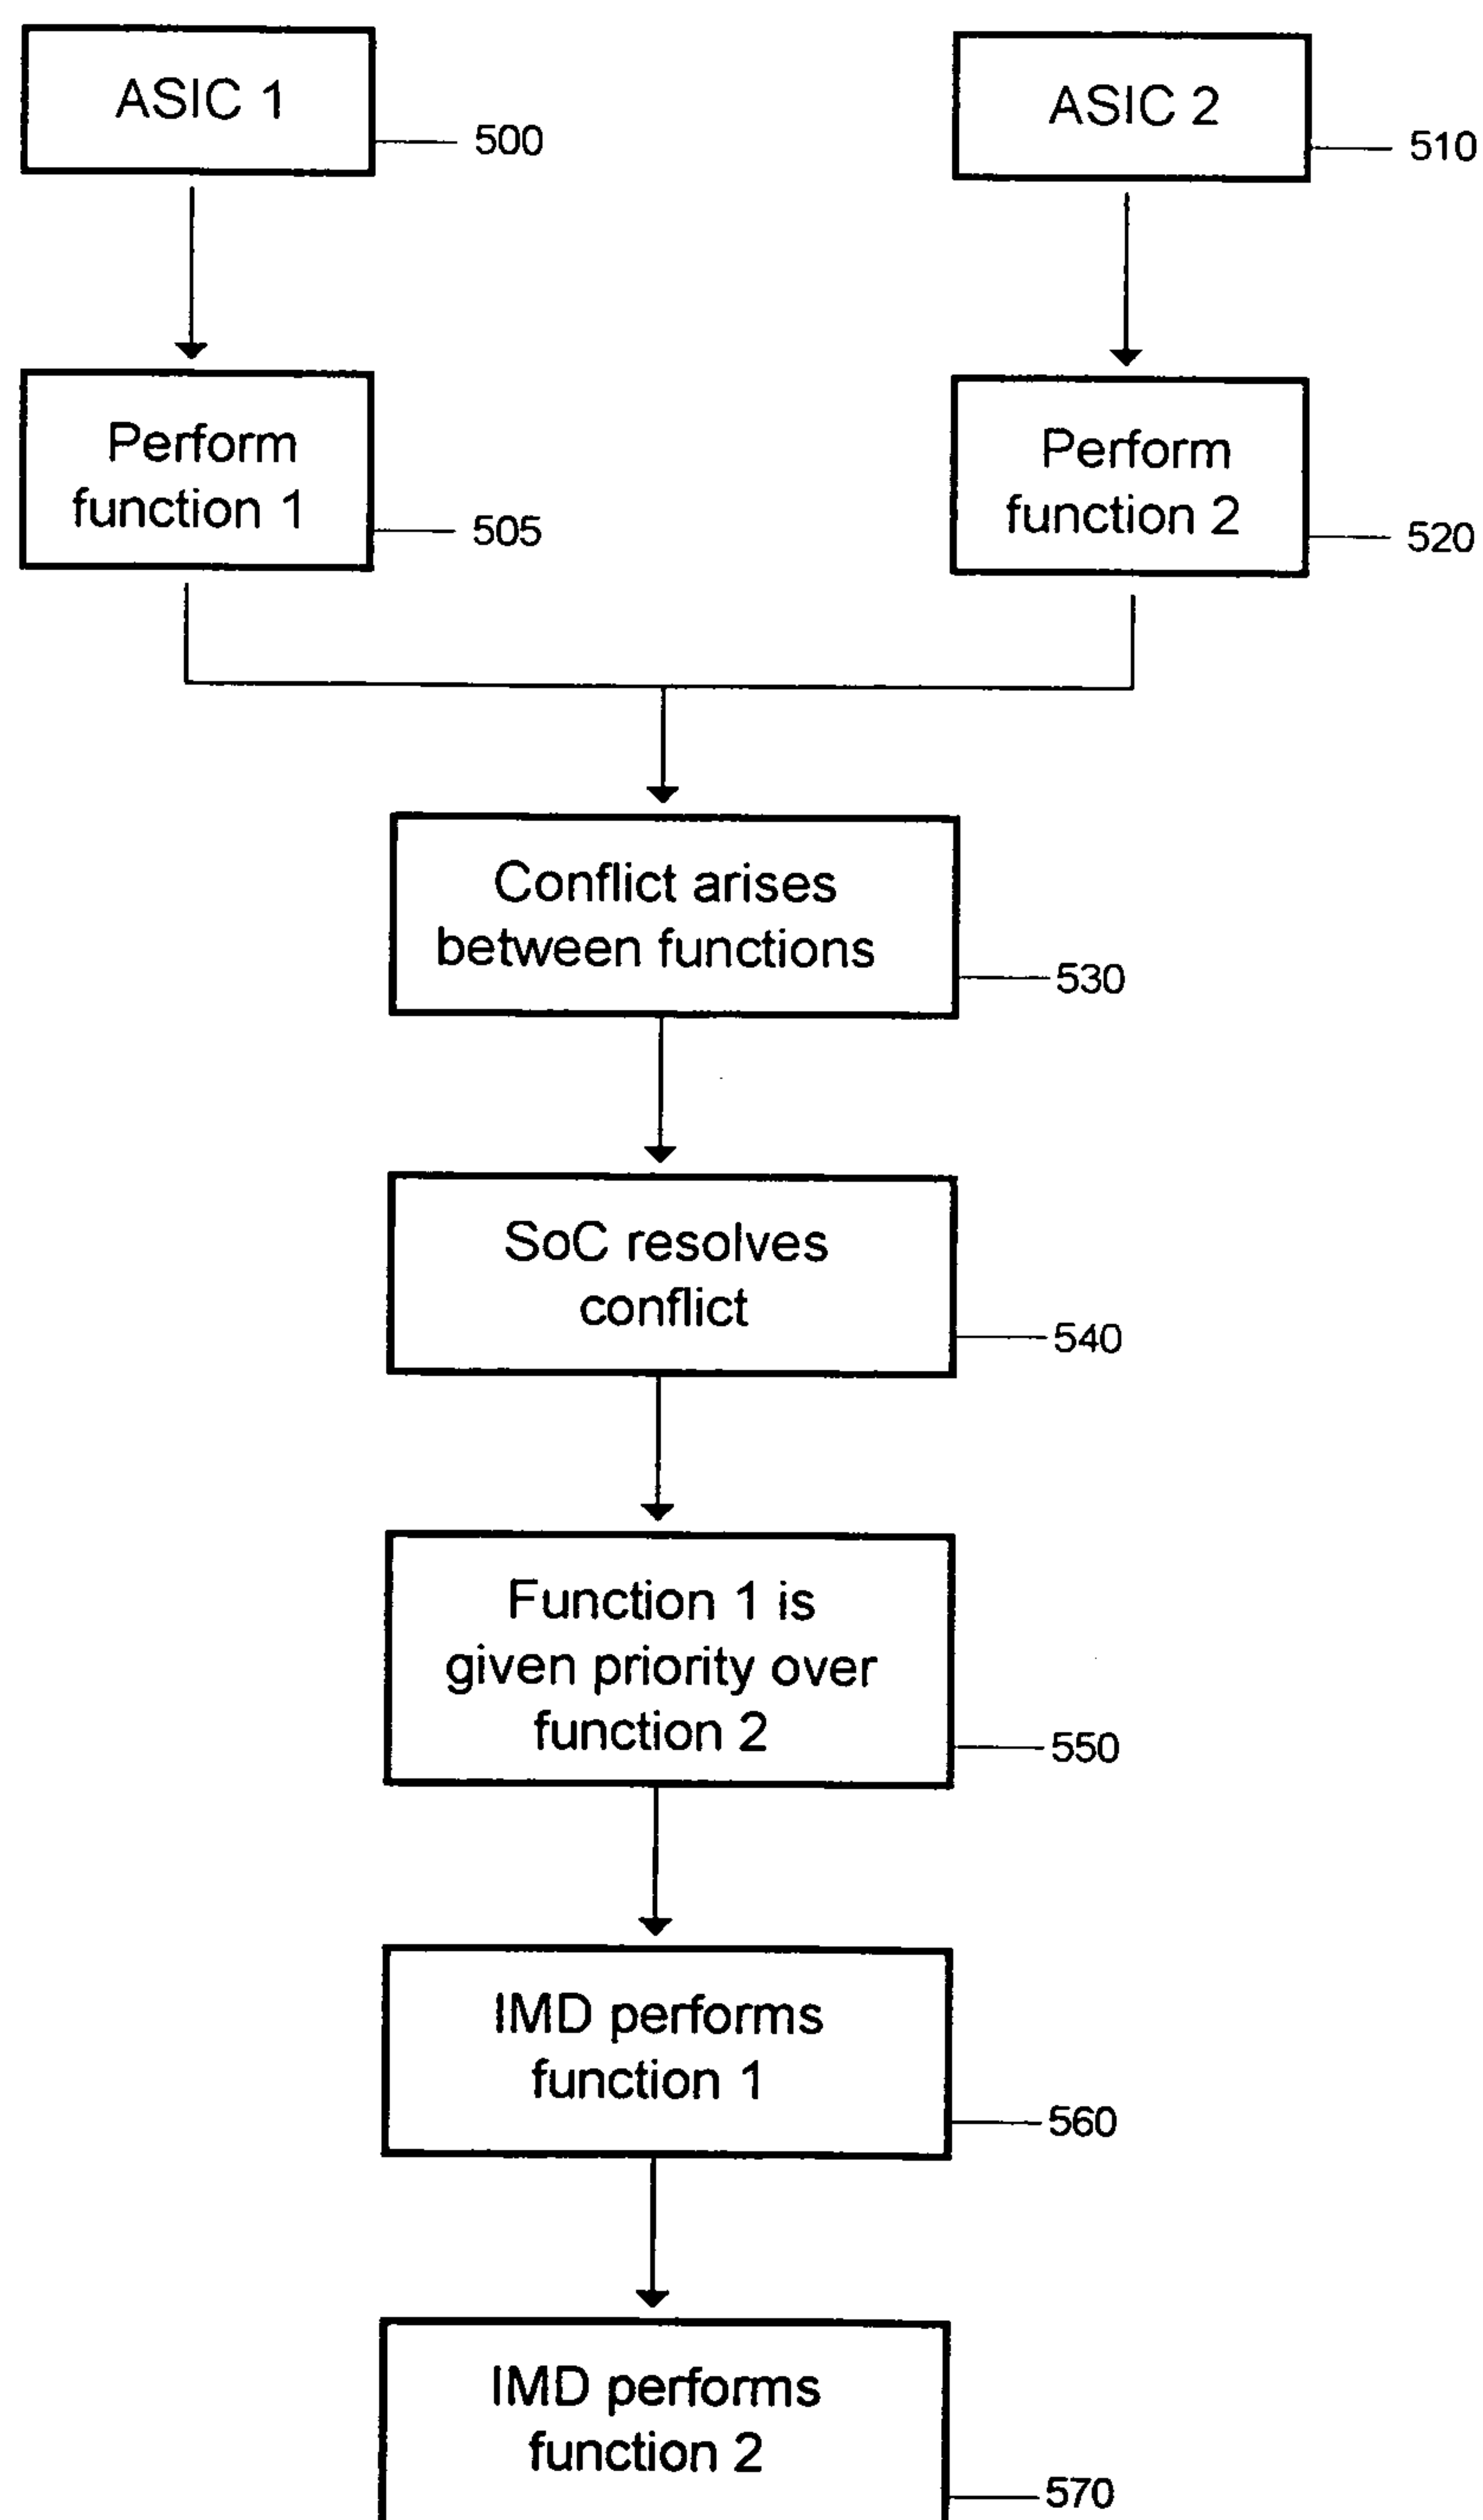 ASIC 1
500
ASIC 2
510
Perform
function 1
505
Perform
function 2
520
Conflict arises
between functions
530
SoC resolves
conflict
540
Function 1 is
given priority over
function 2
550
IMD performs
function 1
560
IMD performs
function 2
570